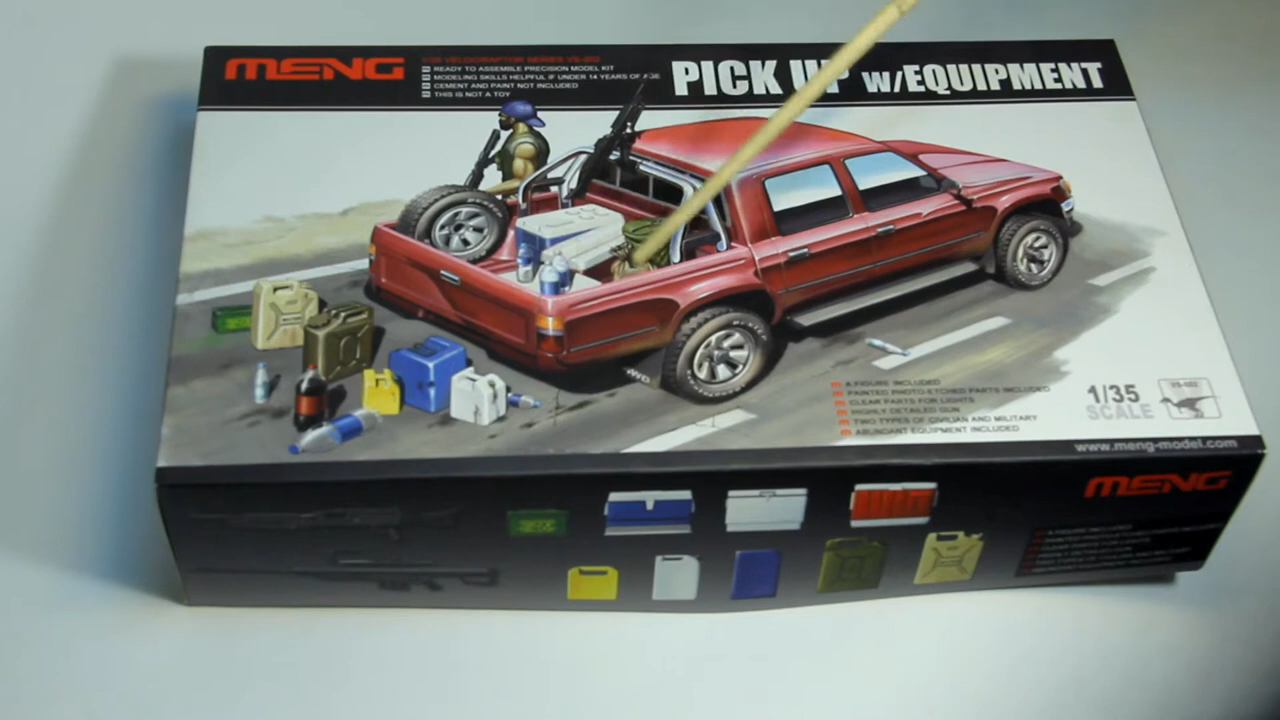 MENG
1/35 VELOCIRAPTOR SERIES VS-002
READY TO ASSEMBLE PRECISION MODEL KIT
MODELING SKILLS HELPFUL IF UNDER 14 YEARS OF AGE
CEMENT AND PAINT NOT INCLUDED
THIS IS NOT A TOY
PICK UP W/EQUIPMENT
4WD
A FIGURE INCLUDED
PAINTED PHOTO-ETCHED PARTS INCLUDED
CLEAR PARTS FOR LIGHTS
HIGHLY DETAILED GUN
TWO TYPES OF CIVILIAN AND MILITARY
ABUNDANT EQUIPMENT INCLUDED
1/35
SCALE
VS-002
www.meng-model.com
MENG